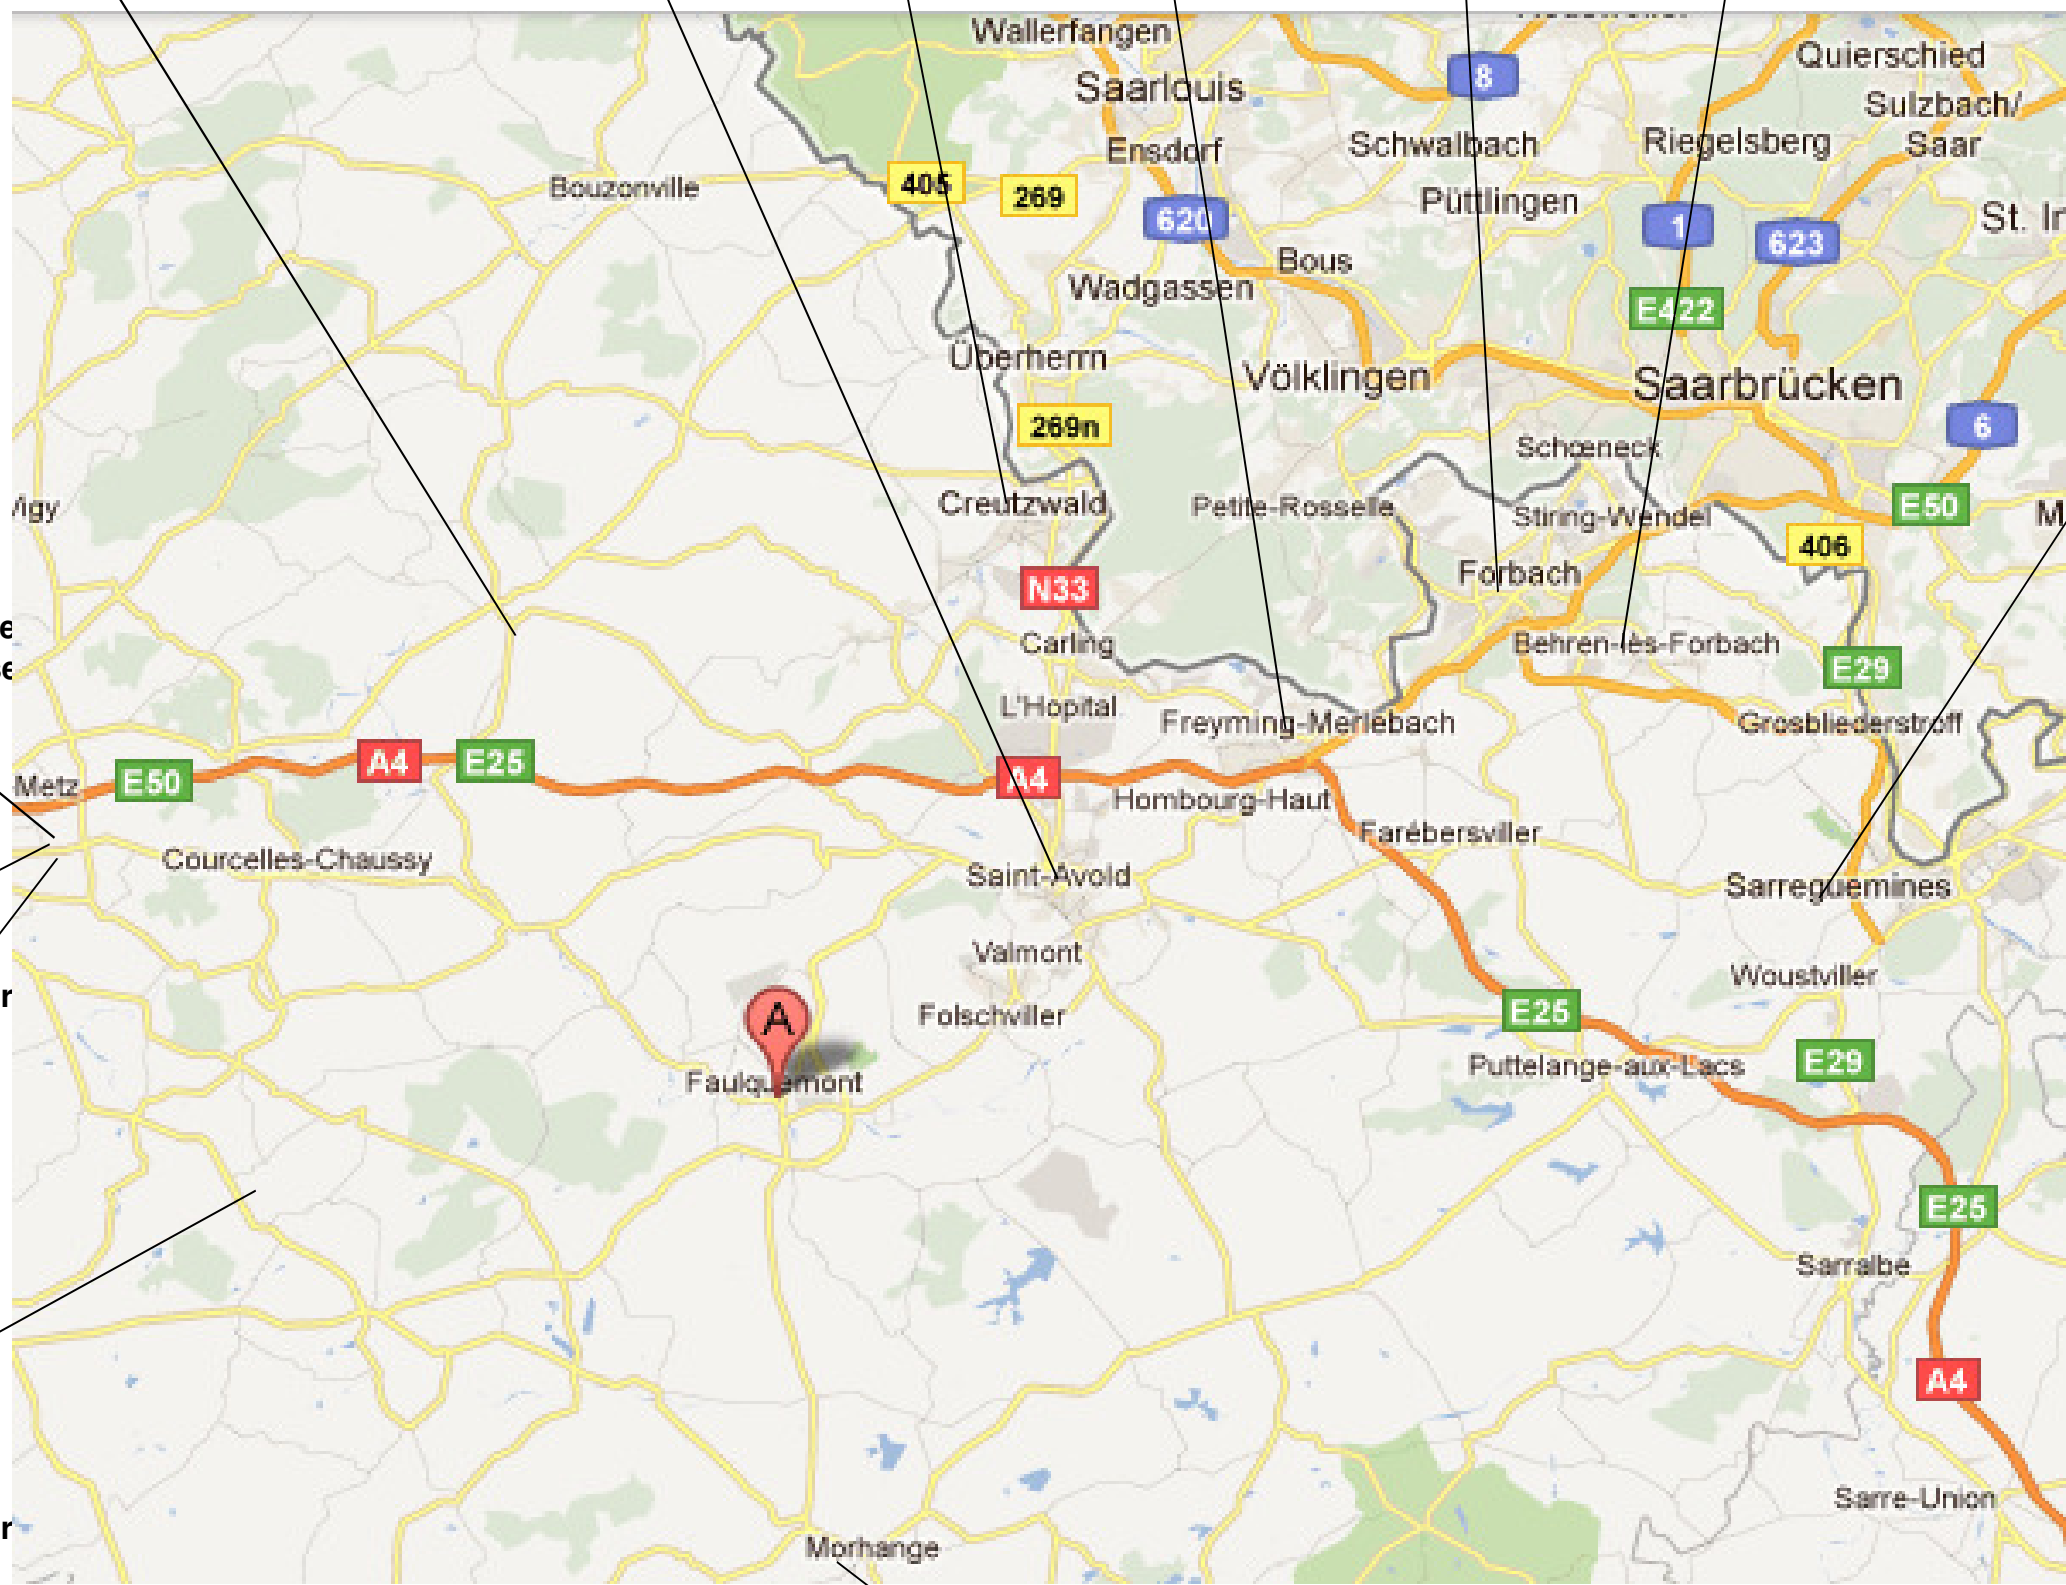 Wallerfangen
Quierschied
8
Saarlouis
Sulzbach/
Saar
Ensdorf
Schwalbach
Riegelsberg
Bouzonville
405
269
Püttlingen
620
1
623
St. Ir
Bous
Wadgassen
E422
Überherrn
Völklingen
Saarbrücken
269n
6
Schœneck
Vigy
Creutzwald
Petite-Rosselle
Stiring-Wendel
E50
M
406
N33
Forbach
e
Carling
Behren-lès-Forbach
E29
se
L'Hopital
Freyming-Merlebach
Grosbliederstroff
A4
E25
E50
A4
-Metz
Hombourg-Haut
Farébersviller
Courcelles-Chaussy
Saint-Avold
Sarreguemines
Valmont
Woustviller
r
A
Folschviller
E25
Puttelange-aux-Lacs
E29
Faulquemont
E25
Sarralbe
A4
Sarre-Union
r
Morhange